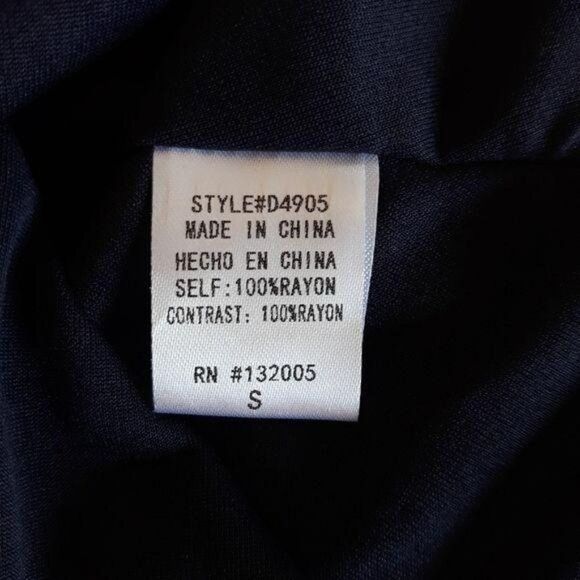 STYLE#D4905
MADE IN CHINA
HECHO EN CHINA
SELF:100%RAYON
CONTRAST: 100%RAYON
RN #132005
S